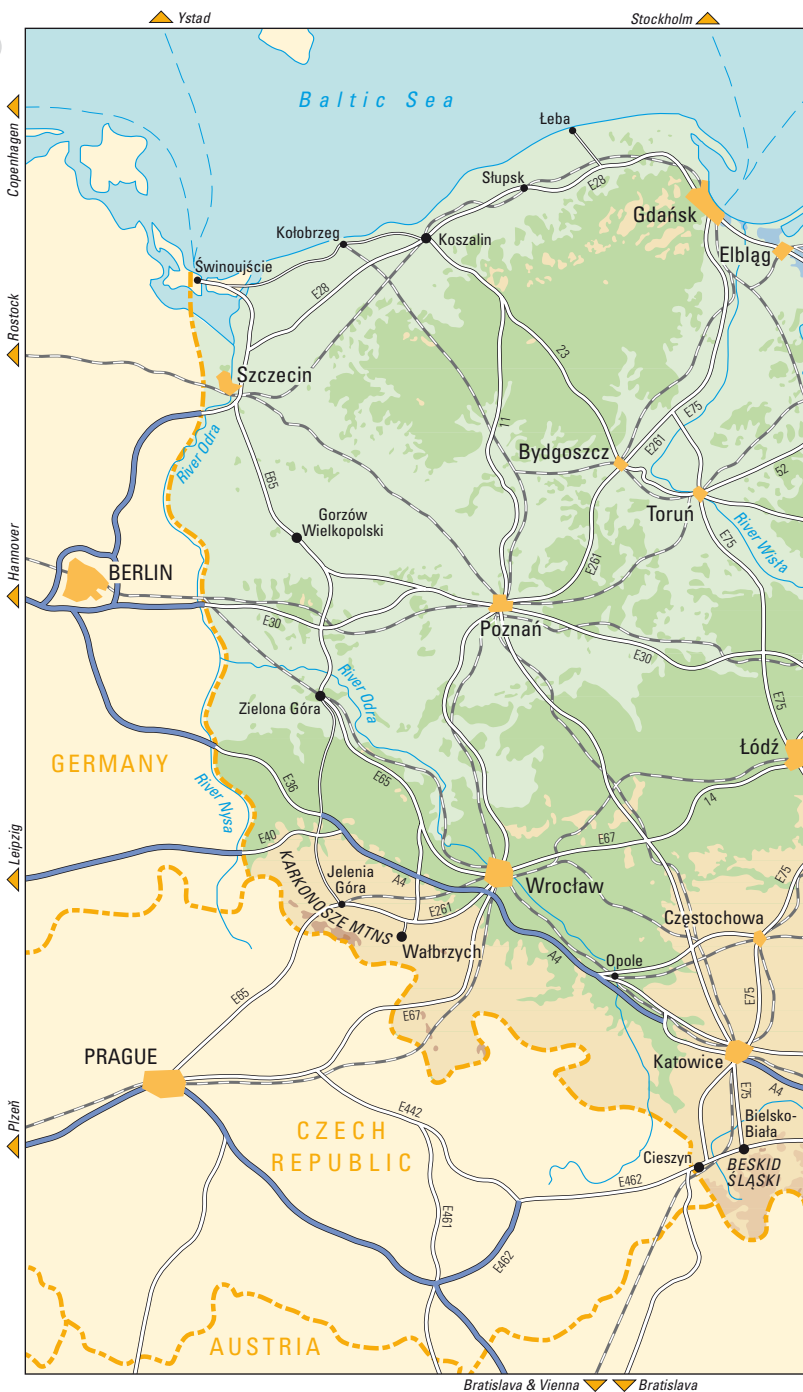 Ystad
Stockholm
Copenhagen
Baltic Sea
Łeba
Słupsk
E28
Gdańsk
Kołobrzeg
Koszalin
Elbląg
Świnoujście
E28
Rostock
23
Szczecin
11
E75
River Odra
Bydgoszcz
E261
52
E65
Toruń
Gorzów
Wielkopolski
River Wisła
E75
Hannover
BERLIN
E261
E30
Poznań
E30
River Odra
Zielona Góra
E75
Łódź
GERMANY
E65
E36
River Nysa
14
E40
E67
Leipzig
Jelenia
Góra
A4
Wrocław
E75
KARKONOSZE MTNS
E261
Częstochowa
Wałbrzych
A4
Opole
E65
E75
E67
PRAGUE
Katowice
A4
E75
Plzeň
E442
Bielsko-
Biała
CZECH
REPUBLIC
Cieszyn
BESKID
ŚLĄSKI
E462
E461
E462
AUSTRIA
Bratislava & Vienna
Bratislava